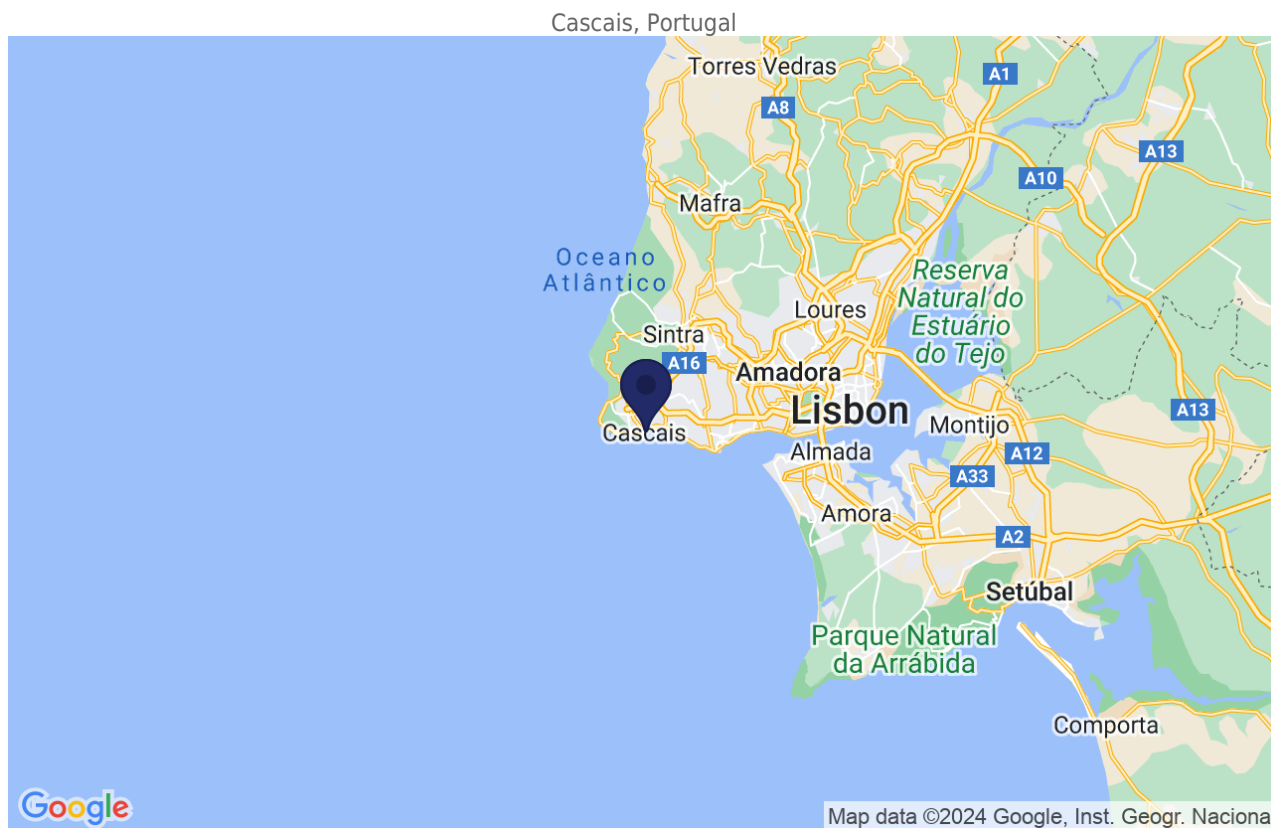 Cascais, Portugal
Torres Vedras
A1
A8
A13
A10
Mafra
Oceano
Atlântico
Reserva
Natural do
Estuário
do Tejo
Loures
Sintra
A16
Amadora
Lisbon
A13
Cascais
Montijo
Almada
A12
A33
Amora
A2
Setúbal
Parque Natural
da Arrábida
Comporta
Google
Map data ©2024 Google, Inst. Geogr. Naciona